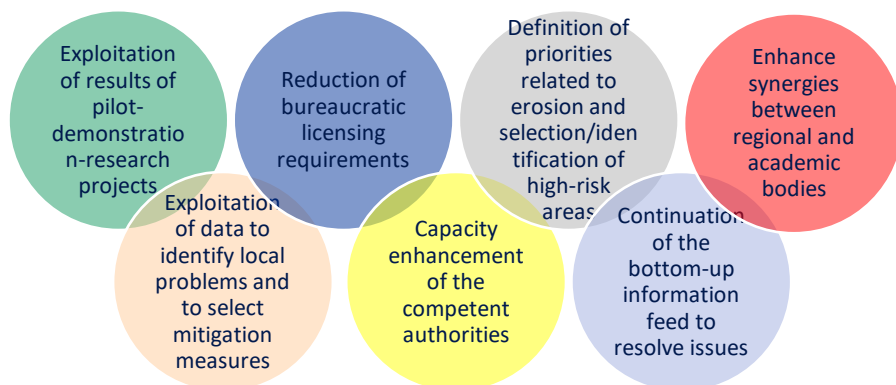 Exploitation
of results of
pilot-
demonstratio
n-research
projects
Exploitation
of data to
identify local
problems and
to select
mitigation
measures
Reduction of
bureaucratic
licensing
requirements
Capacity
enhancement
of the
competent
authorities
Definition of
priorities
related to
erosion and
selection/iden
tification of
high-risk
areas
Continuation
of the
bottom-up
information
feed to
resolve issues
Enhance
synergies
between
regional and
academic
bodies